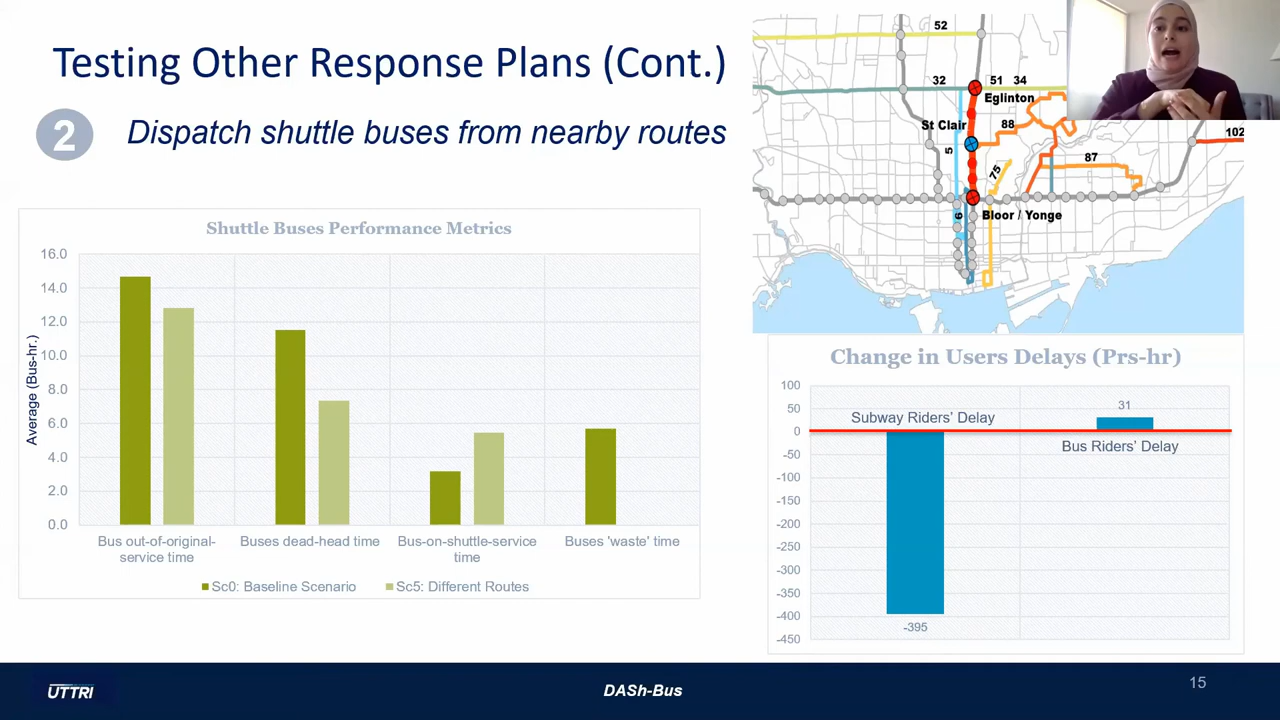 Testing Other Response Plans (Cont.)
2
Dispatch shuttle buses from nearby routes
52
32
51 34
Eglinton
St Clair
88
102
5
87
75
6
Bloor / Yonge
Shuttle Buses Performance Metrics
Average (Bus-hr.)
16.0
14.0
12.0
10.0
8.0
6.0
4.0
2.0
0.0
Bus out-of-original-
service time
Buses dead-head time
Bus-on-shuttle-service
time
Buses 'waste' time
Sc0: Baseline Scenario
Sc5: Different Routes
Change in Users Delays (Prs-hr)
100
50
0
-50
-100
-150
-200
-250
-300
-350
-400
-450
Subway Riders' Delay
31
Bus Riders' Delay
-395
UTTRI
DASh-Bus
15